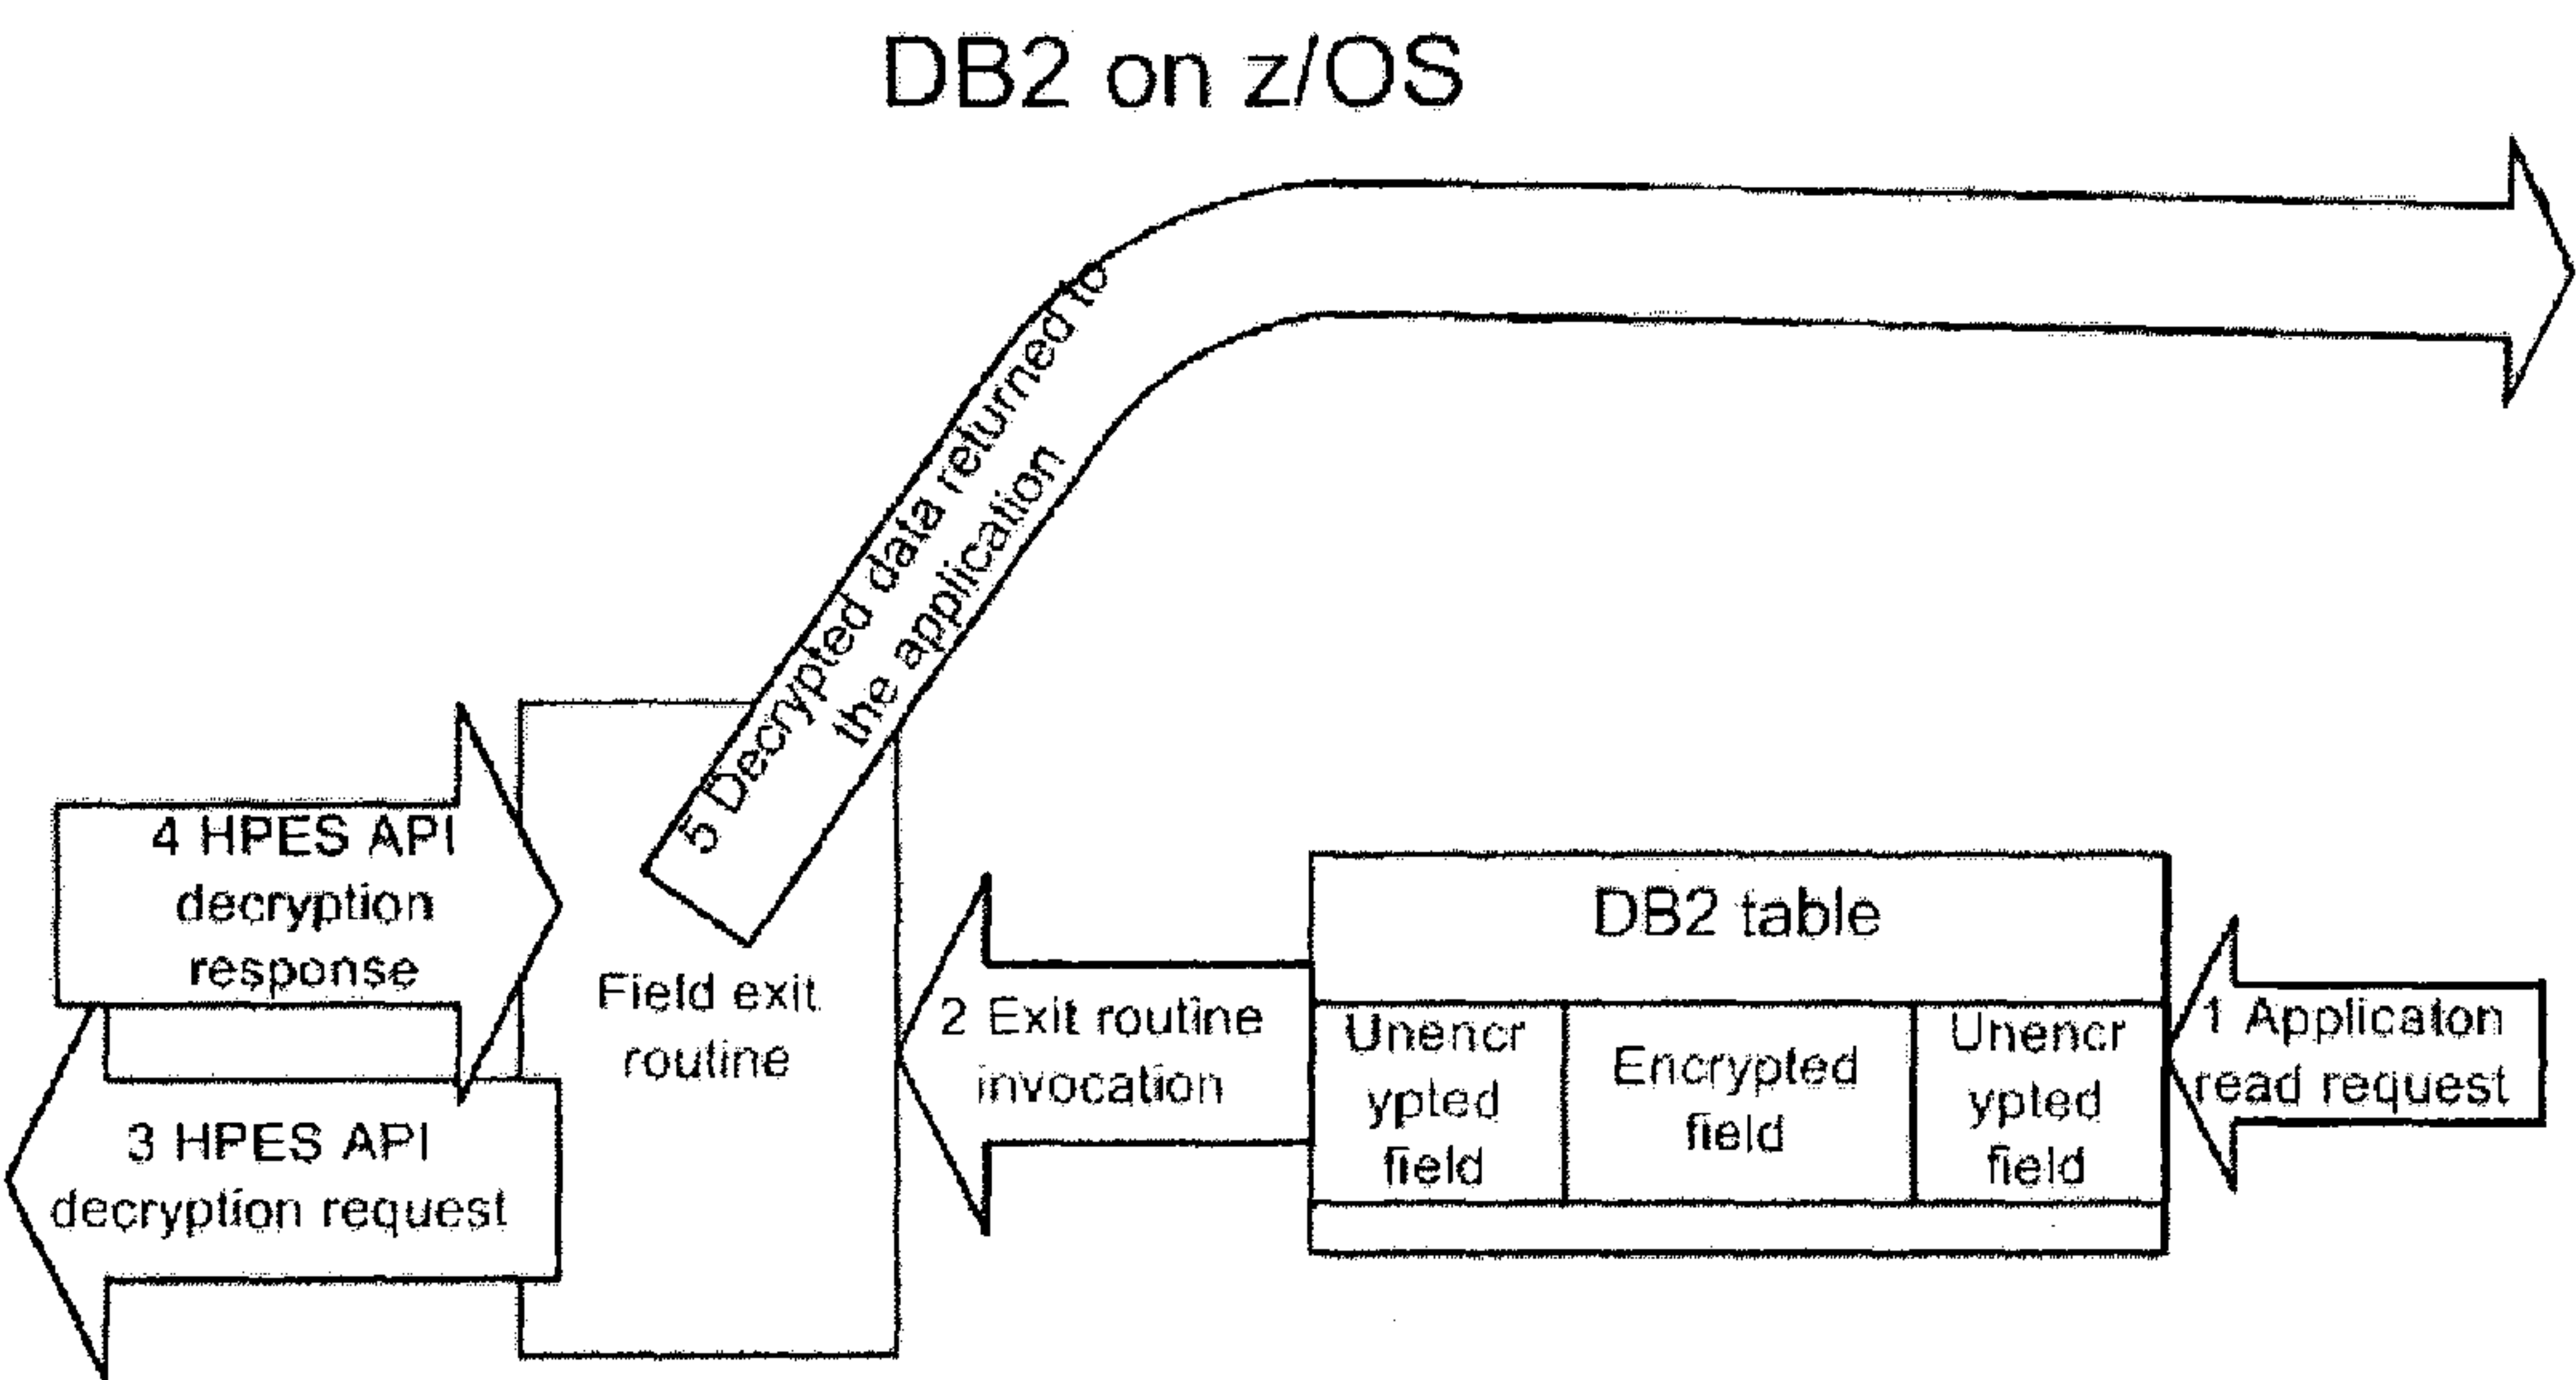 DB2 on z/OS
5 Decrypted data returned to
the application
4 HPES API
decryption
response
3 HPES API
decryption request
Field exit
routine
2 Exit routine
invocation
DB2 table
Unencr
ypted
field
Encrypted
field
Unencr
ypted
field
1 Applicaton
read request